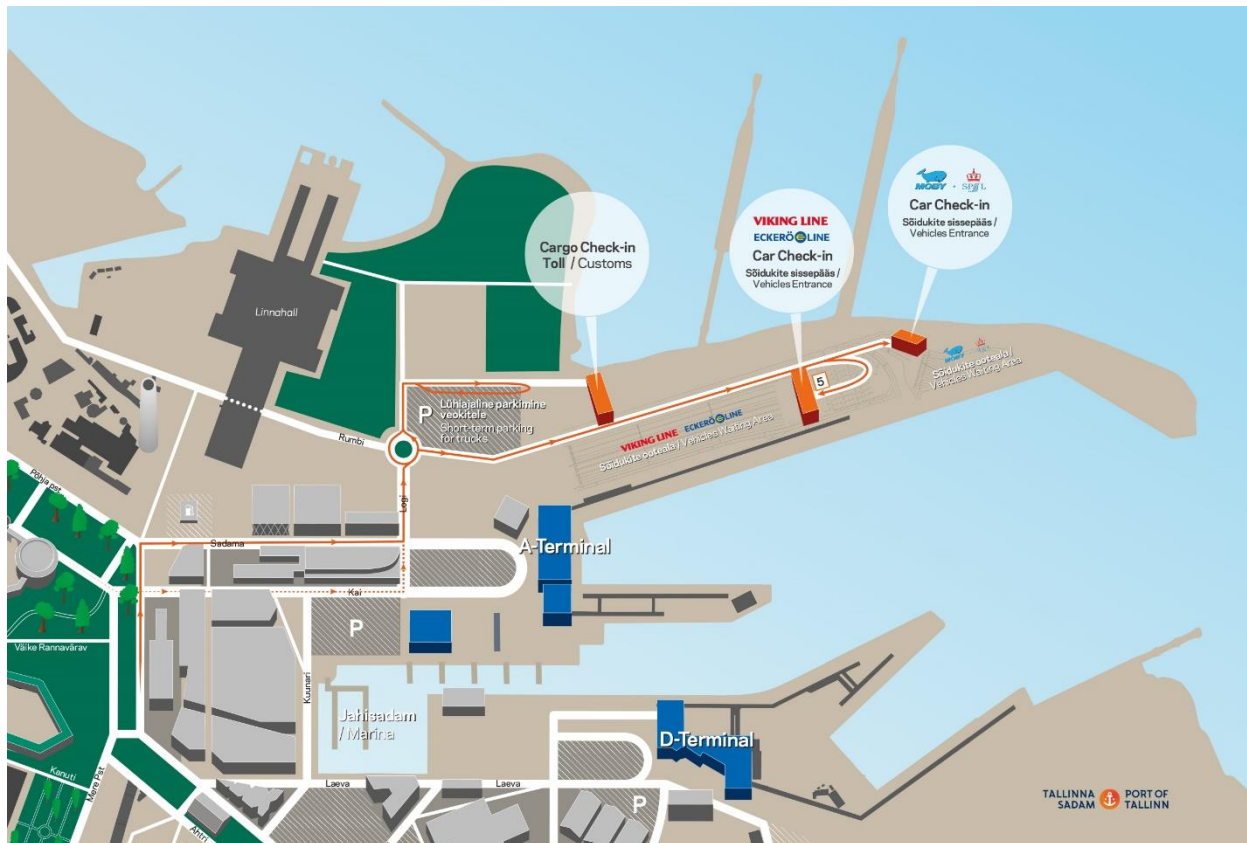 MOBY
SPL
Car Check-in
Sõidukite sissepääs /
Vehicles Entrance
VIKING LINE
ECKERÖ LINE
Car Check-in
Sõidukite sissepääs /
Vehicles Entrance
Cargo Check-in
Toll / Customs
Linnahall
Sõidukite ooteala /
Vehicles Waiting Area
5
P
Lühiajaline parkimine
veokitele
Short-term parking
for trucks
VIKING LINE
ECKERÖ LINE
Sõidukite ooteala / Vehicles Waiting Area
Rumbi
Põhja pst.
Logi
Sadama
A-Terminal
Kai
P
Väike Rannavärav
Kuunari
Jahisadam
/ Marina
D-Terminal
Kanuti
Mere Pst
Laeva
Laeva
P
Ahtri
TALLINNA
SADAM
PORT OF
TALLINN